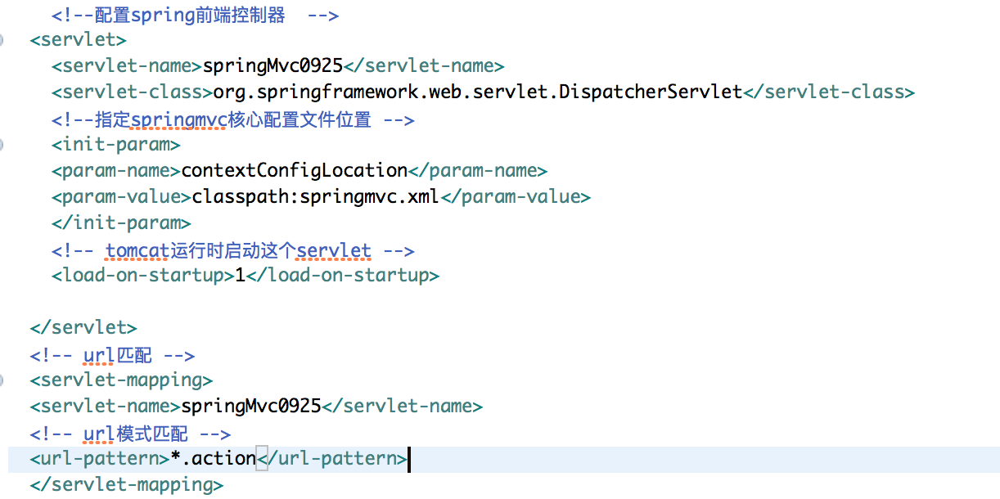 <!--配置spring前端控制器  -->
<servlet>
<servlet-name>springMvc0925</servlet-name>
<servlet-class>org.springframework.web.servlet.DispatcherServlet</servlet-class>
<!--指定springmvc核心配置文件位置 -->
<init-param>
<param-name>contextConfigLocation</param-name>
<param-value>classpath:springmvc.xml</param-value>
</init-param>
<!-- tomcat运行时启动这个servlet -->
<load-on-startup>1</load-on-startup>
</servlet>
<!-- url匹配 -->
<servlet-mapping>
<servlet-name>springMvc0925</servlet-name>
<!-- url模式匹配 -->
<url-pattern>*.action</url-pattern>
</servlet-mapping>